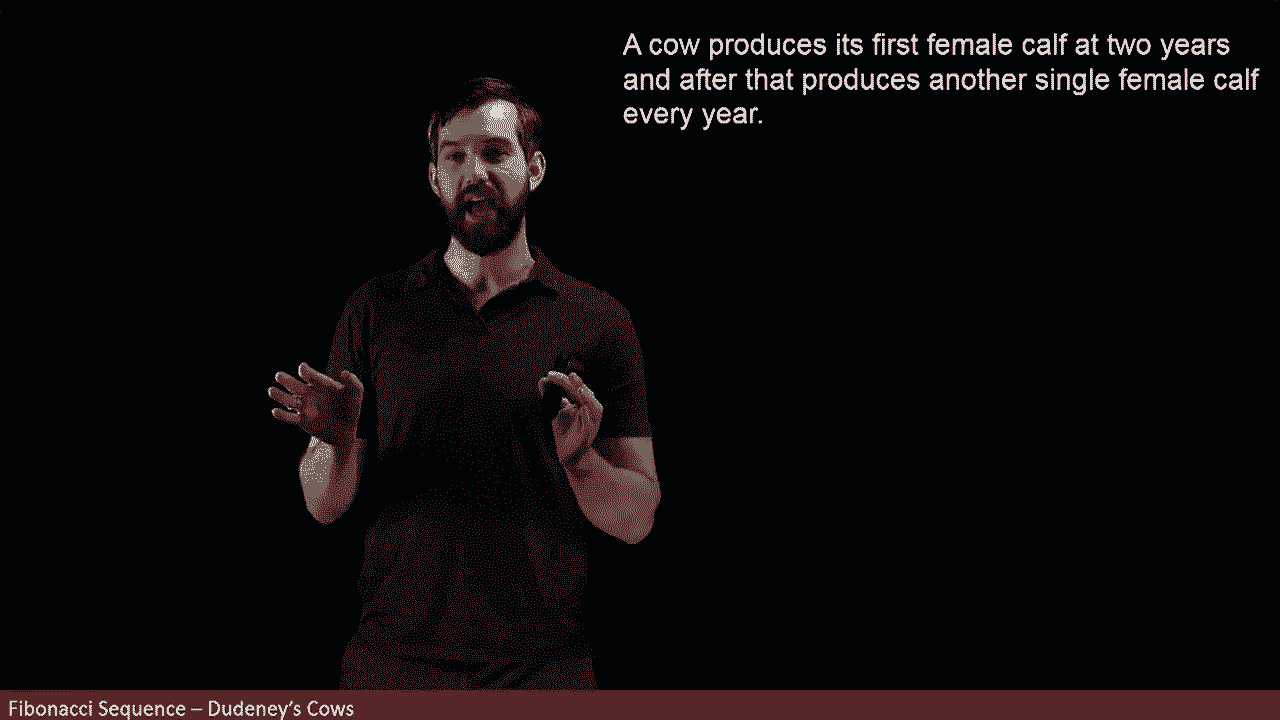 A cow produces its first female calf at two years
and after that produces another single female calf
every year.
Fibonacci Sequence – Dudeney's Cows